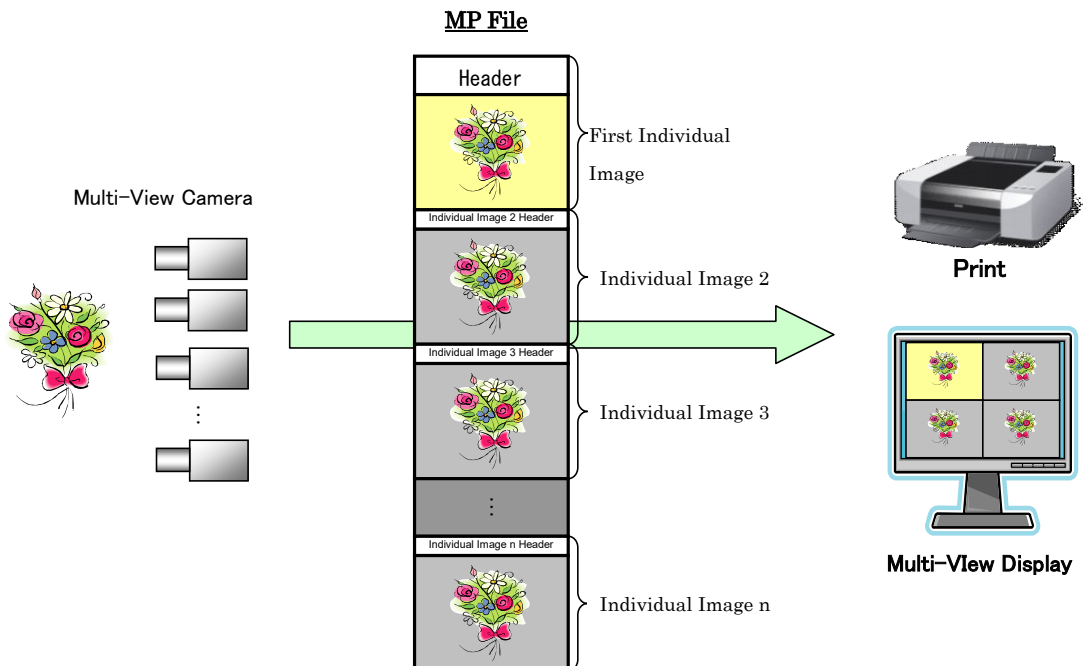 MP File
Header
First Individual
Image
Multi-View Camera
Individual Image 2 Header
Individual Image 2
Print
Individual Image 3 Header
Individual Image 3
⋮
⋮
Individual Image n Header
Multi-VIew Display
Individual Image n